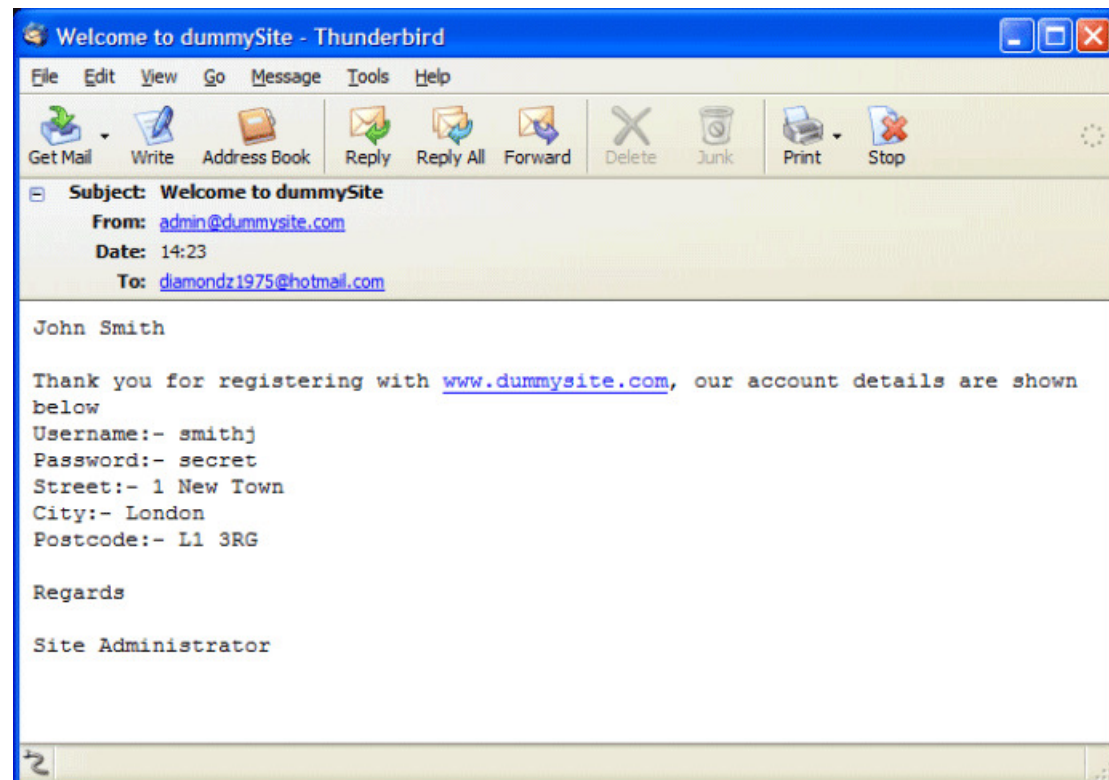 Welcome to dummySite - Thunderbird
File Edit View Go Message Tools Help
Get Mail Write Address Book Reply Reply All Forward Delete Junk Print Stop
Subject: Welcome to dummySite
From: admin@dummysite.com
Date: 14:23
To: diamondz1975@hotmail.com
John Smith
Thank you for registering with www.dummysite.com, our account details are shown
below
Username:- smithj
Password:- secret
Street:- 1 New Town
City:- London
Postcode:- L1 3RG
Regards
Site Administrator